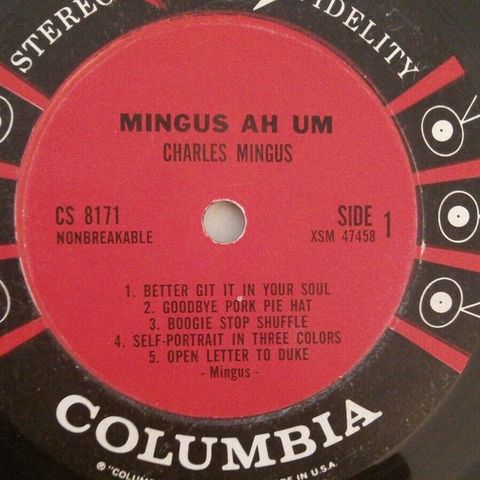 STEREO FIDELITY
MINGUS AH UM
CHARLES MINGUS
CS 8171
NONBREAKABLE
SIDE 1
XSM 47458
1. BETTER GIT IT IN YOUR SOUL
2. GOODBYE PORK PIE HAT
3. BOOGIE STOP SHUFFLE
4. SELF-PORTRAIT IN THREE COLORS
5. OPEN LETTER TO DUKE
- Mingus -
COLUMBIA
® "COLUM IN U.S.A.